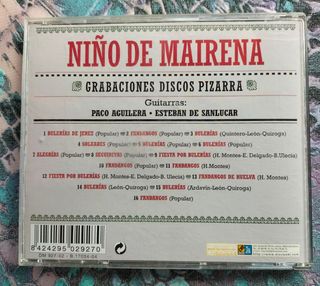 NIÑO DE MAIRENA
GRABACIONES DISCOS PIZARRA
Guitarras:
PACO AGUILERA • ESTEBAN DE SANLUCAR
1 BULERÍAS DE JEREZ (Popular) 2 FANDANGOS (Popular) 3 BULERÍAS (Quintero-León-Quiroga)
4 SOLEARES (Popular) 5 BULERÍAS (Popular) 6 BULERÍAS (Popular)
7 ALEGRÍAS (Popular) 8 SEGUIRIYAS (Popular) 9 FIESTA POR BULERÍAS (H. Montes-E. Delgado-B. Ulecia)
10 FANDANGOS (Popular) 11 FANDANGOS (H.Montes)
12 FIESTA POR BULERÍAS (H. Montes-E. Delgado-B.Ulecia) 13 FANDANGOS DE HUELVA (H. Montes)
14 BULERÍAS (León-Quiroga) 15 BULERÍAS (Ardavín-León-Quiroga)
16 FANDANGOS (Popular)
8 424295 029270